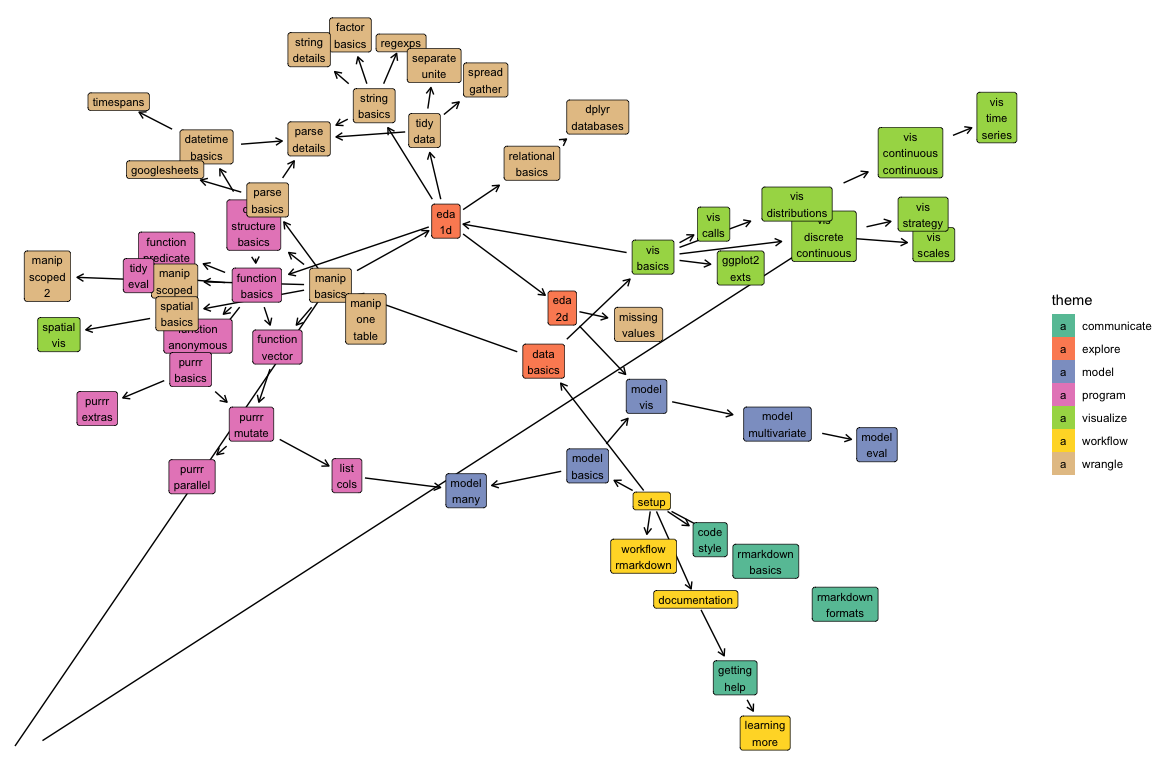 factor
basics
string
details
regexps
separate
unite
spread
gather
timespans
string
basics
dplyr
databases
vis
time
series
datetime
basics
parse
details
tidy
data
vis
continuous
continuous
googlesheets
relational
basics
parse
basics
structure
basics
eda
1d
vis
calls
vis
distributions
vis
strategy
vis
scales
discrete
continuous
function
manip
scoped
2
tidy
eval
manip
scoped
function
basics
manip
basics
vis
basics
ggplot2
exts
spatial
basics
manip
one
table
eda
2d
missing
values
spatial
vis
anonymous
function
vector
data
basics
purrr
basics
purrr
extras
model
vis
purrr
mutate
model
multivariate
model
eval
purrr
parallel
list
cols
model
many
model
basics
setup
code
style
workflow
rmarkdown
rmarkdown
basics
documentation
rmarkdown
formats
getting
help
learning
more
theme
a communicate
a explore
a model
a program
a visualize
a workflow
a wrangle